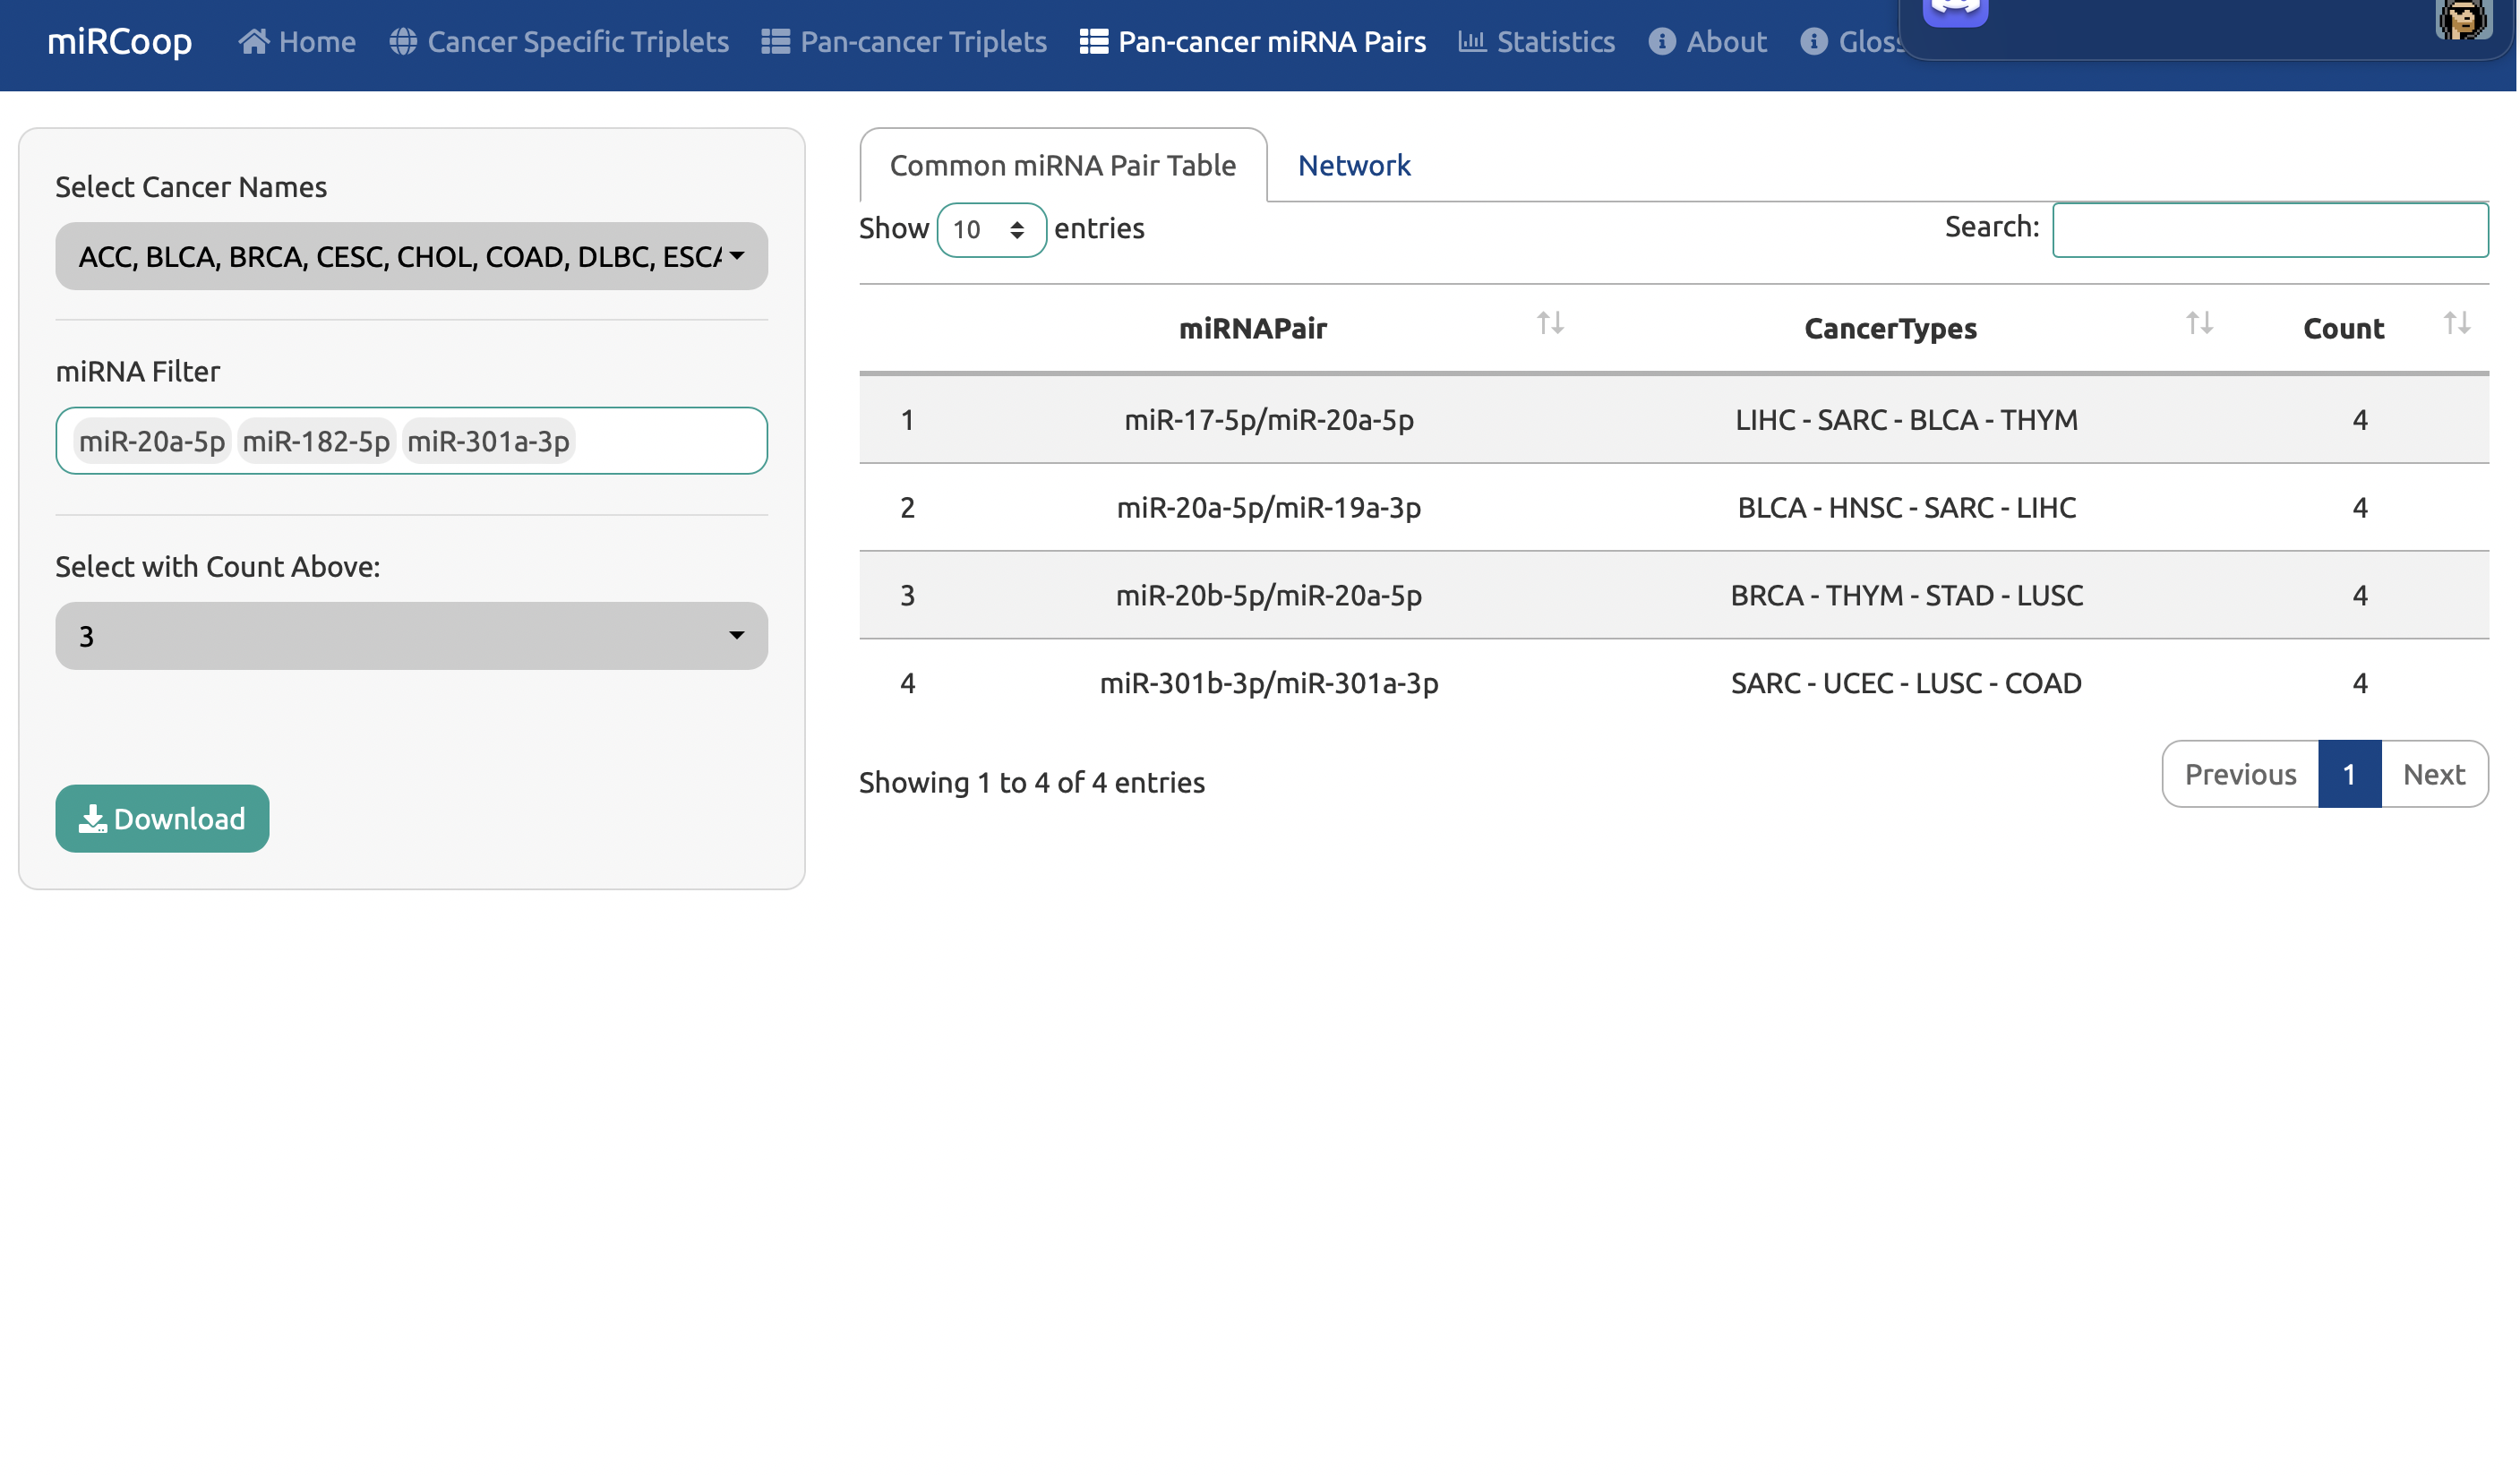 miRCoop Home Cancer Specific Triplets Pan-cancer Triplets Pan-cancer miRNA Pairs Statistics About
Select Cancer Names
ACC, BLCA, BRCA, CESC, CHOL, COAD, DLBC, ESCA
miRNA Filter
miR-20a-5p miR-182-5p miR-301a-3p
Select with Count Above:
3
Download
Common miRNA Pair Table Network
Show 10 entries Search:
miRNAPair CancerTypes Count
1 miR-17-5p/miR-20a-5p LIHC - SARC - BLCA - THYM 4
2 miR-20a-5p/miR-19a-3p BLCA - HNSC - SARC - LIHC 4
3 miR-20b-5p/miR-20a-5p BRCA - THYM - STAD - LUSC 4
4 miR-301b-3p/miR-301a-3p SARC - UCEC - LUSC - COAD 4
Showing 1 to 4 of 4 entries Previous 1 Next